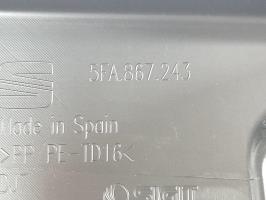 5FA.867.243
Made in Spain
>PP PE-TD16<